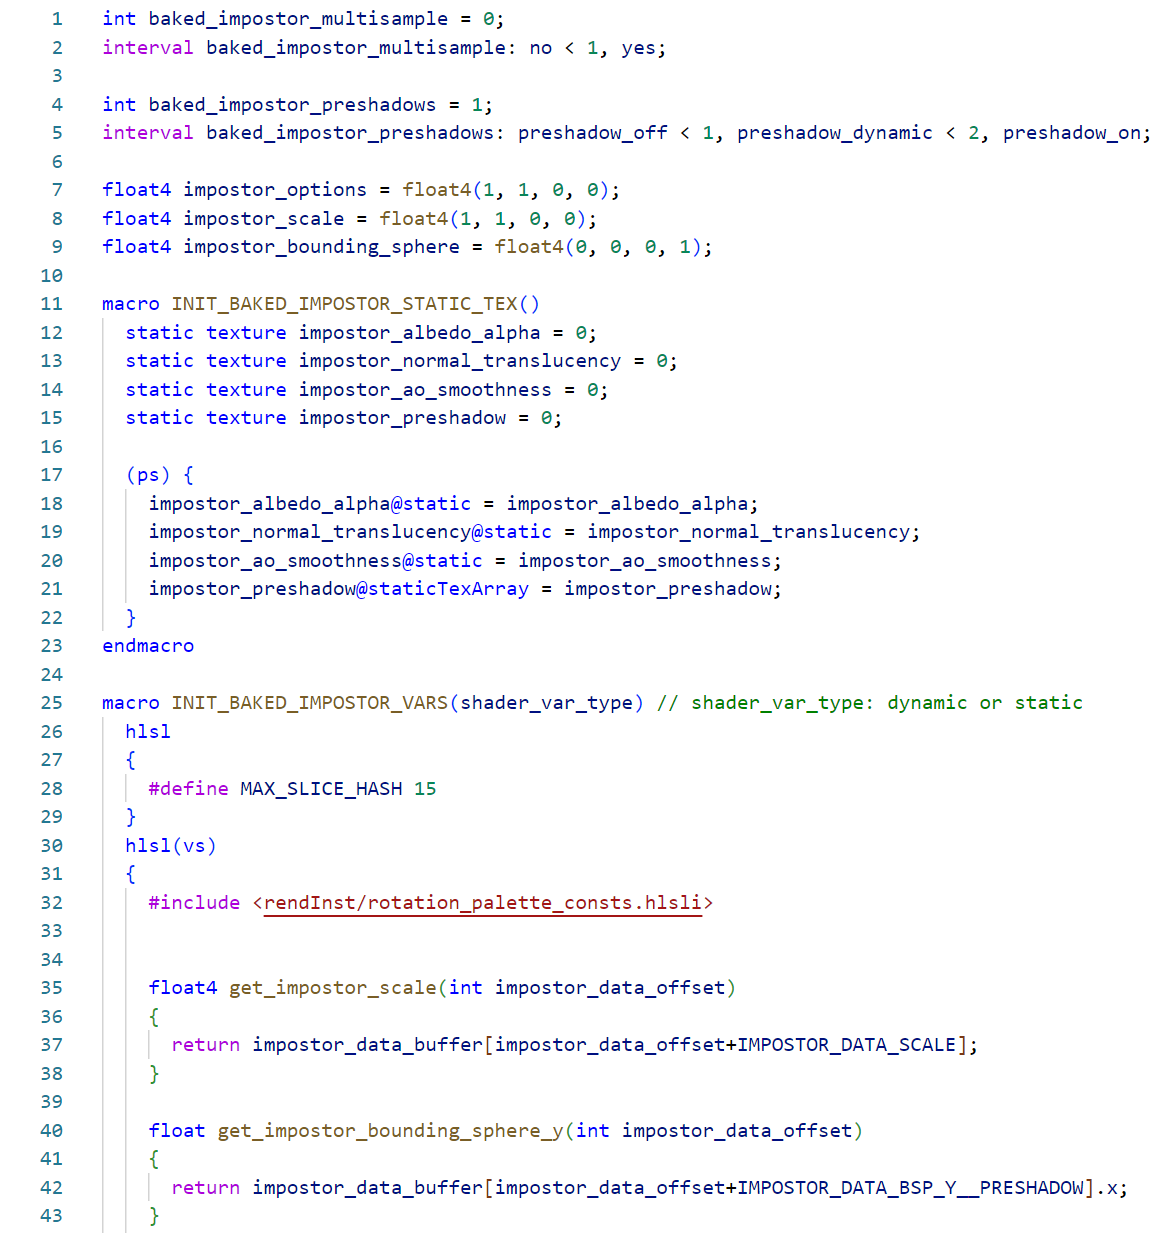 1 int baked_impostor_multisample = 0;
2 interval baked_impostor_multisample: no < 1, yes;
3
4 int baked_impostor_preshadows = 1;
5 interval baked_impostor_preshadows: preshadow_off < 1, preshadow_dynamic < 2, preshadow_on;
6
7 float4 impostor_options = float4(1, 1, 0, 0);
8 float4 impostor_scale = float4(1, 1, 0, 0);
9 float4 impostor_bounding_sphere = float4(0, 0, 0, 1);
10
11 macro INIT_BAKED_IMPOSTOR_STATIC_TEX()
12   static texture impostor_albedo_alpha = 0;
13   static texture impostor_normal_translucency = 0;
14   static texture impostor_ao_smoothness = 0;
15   static texture impostor_preshadow = 0;
16
17   (ps) {
18     impostor_albedo_alpha@static = impostor_albedo_alpha;
19     impostor_normal_translucency@static = impostor_normal_translucency;
20     impostor_ao_smoothness@static = impostor_ao_smoothness;
21     impostor_preshadow@staticTexArray = impostor_preshadow;
22   }
23 endmacro
24
25 macro INIT_BAKED_IMPOSTOR_VARS(shader_var_type) // shader_var_type: dynamic or static
26   hlsl
27   {
28     #define MAX_SLICE_HASH 15
29   }
30   hlsl(vs)
31   {
32     #include <rendInst/rotation_palette_consts.hlsli>
33
34
35     float4 get_impostor_scale(int impostor_data_offset)
36     {
37       return impostor_data_buffer[impostor_data_offset+IMPOSTOR_DATA_SCALE];
38     }
39
40     float get_impostor_bounding_sphere_y(int impostor_data_offset)
41     {
42       return impostor_data_buffer[impostor_data_offset+IMPOSTOR_DATA_BSP_Y__PRESHADOW].x;
43     }